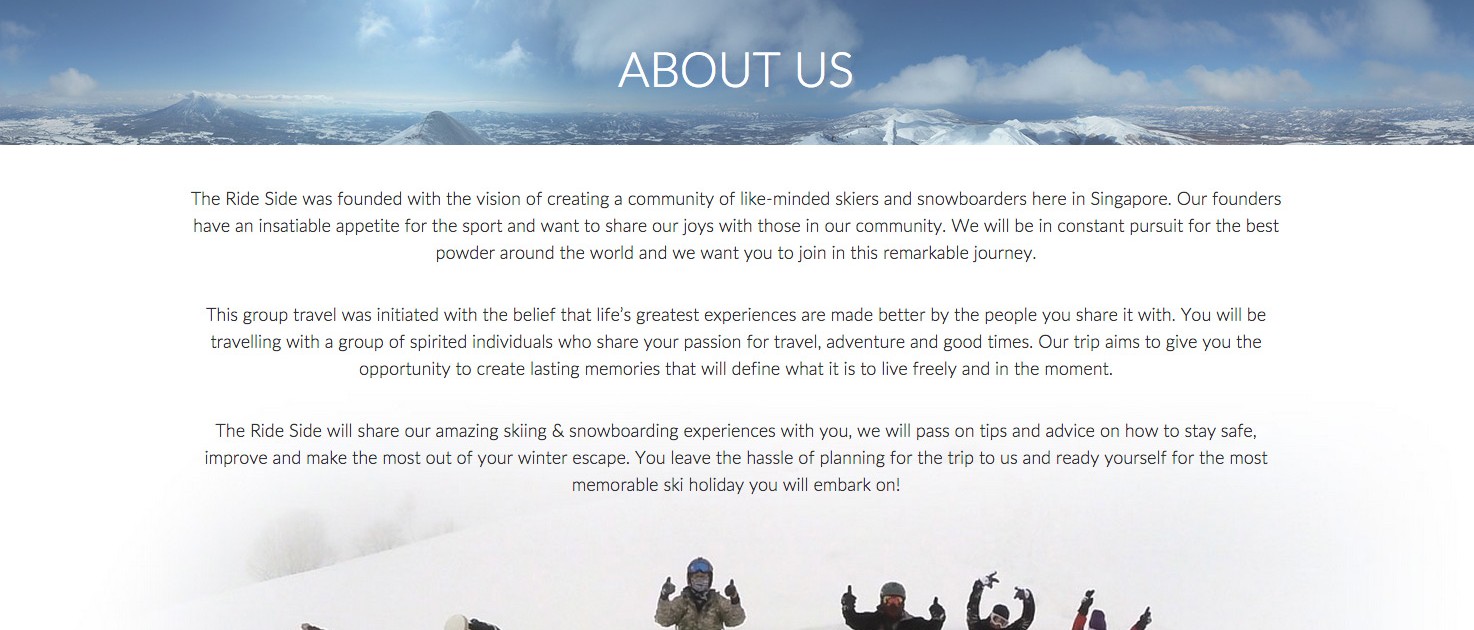 ABOUT US
The Ride Side was founded with the vision of creating a community of like-minded skiers and snowboarders here in Singapore. Our founders
have an insatiable appetite for the sport and want to share our joys with those in our community. We will be in constant pursuit for the best
powder around the world and we want you to join in this remarkable journey.
This group travel was initiated with the belief that life’s greatest experiences are made better by the people you share it with. You will be
travelling with a group of spirited individuals who share your passion for travel, adventure and good times. Our trip aims to give you the
opportunity to create lasting memories that will define what it is to live freely and in the moment.
The Ride Side will share our amazing skiing & snowboarding experiences with you, we will pass on tips and advice on how to stay safe,
improve and make the most out of your winter escape. You leave the hassle of planning for the trip to us and ready yourself for the most
memorable ski holiday you will embark on!